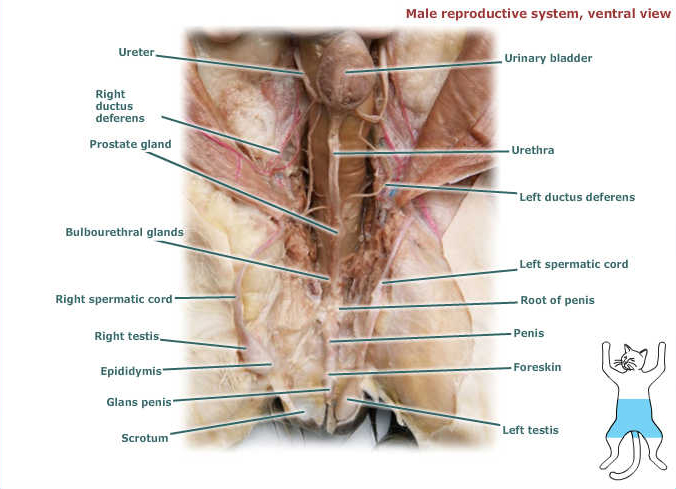 Male reproductive system, ventral view
Ureter
Urinary bladder
Right
ductus
deferens
Prostate gland
Urethra
Left ductus deferens
Bulbourethral glands
Left spermatic cord
Right spermatic cord
Root of penis
Right testis
Penis
Epididymis
Foreskin
Glans penis
Scrotum
Left testis